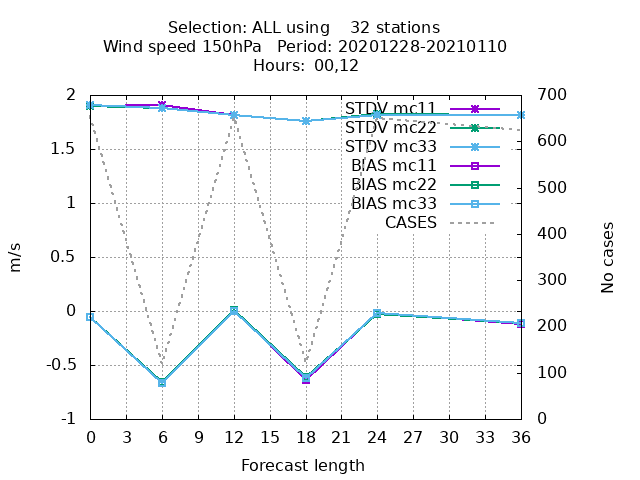 Selection: ALL using    32 stations
Wind speed 150hPa   Period: 20201228-20210110
Hours:  00,12
2
1.5
1
0.5
0
-0.5
-1
m/s
STDV mc11
STDV mc22
STDV mc33
BIAS mc11
BIAS mc22
BIAS mc33
CASES
700
600
500
400
300
200
100
0
No cases
0 3 6 9 12 15 18 21 24 27 30 33 36
Forecast length